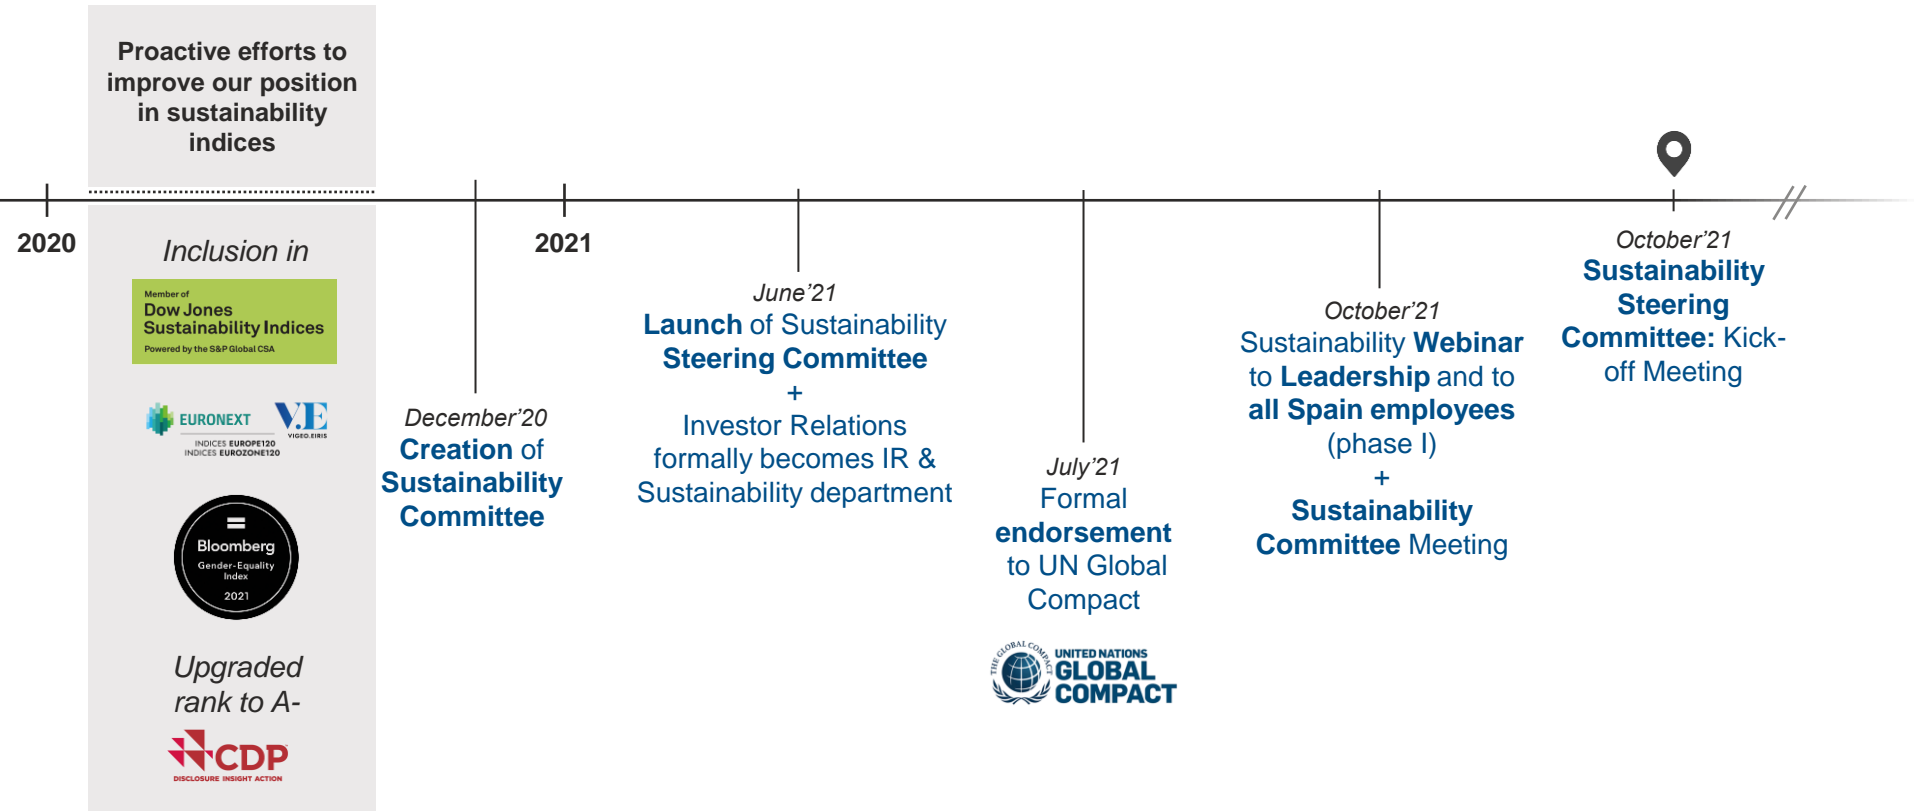 Proactive efforts to
improve our position
in sustainability
indices
2020
Inclusion in
Member of
Dow Jones
Sustainability Indices
Powered by the S&P Global CSA
EURONEXT
INDICES EUROPE120
INDICES EUROZONE120
V.E
VIGEO.EIRIS
Bloomberg
Gender-Equality
Index
2021
Upgraded
rank to A-
CDP
DISCLOSURE INSIGHT ACTION
December’20
Creation of
Sustainability
Committee
2021
June’21
Launch of Sustainability
Steering Committee
+
Investor Relations
formally becomes IR &
Sustainability department
July’21
Formal
endorsement
to UN Global
Compact
THE GLOBAL COMPACT
UNITED NATIONS
GLOBAL
COMPACT
October’21
Sustainability Webinar
to Leadership and to
all Spain employees
(phase I)
+
Sustainability
Committee Meeting
October’21
Sustainability
Steering
Committee: Kick-
off Meeting